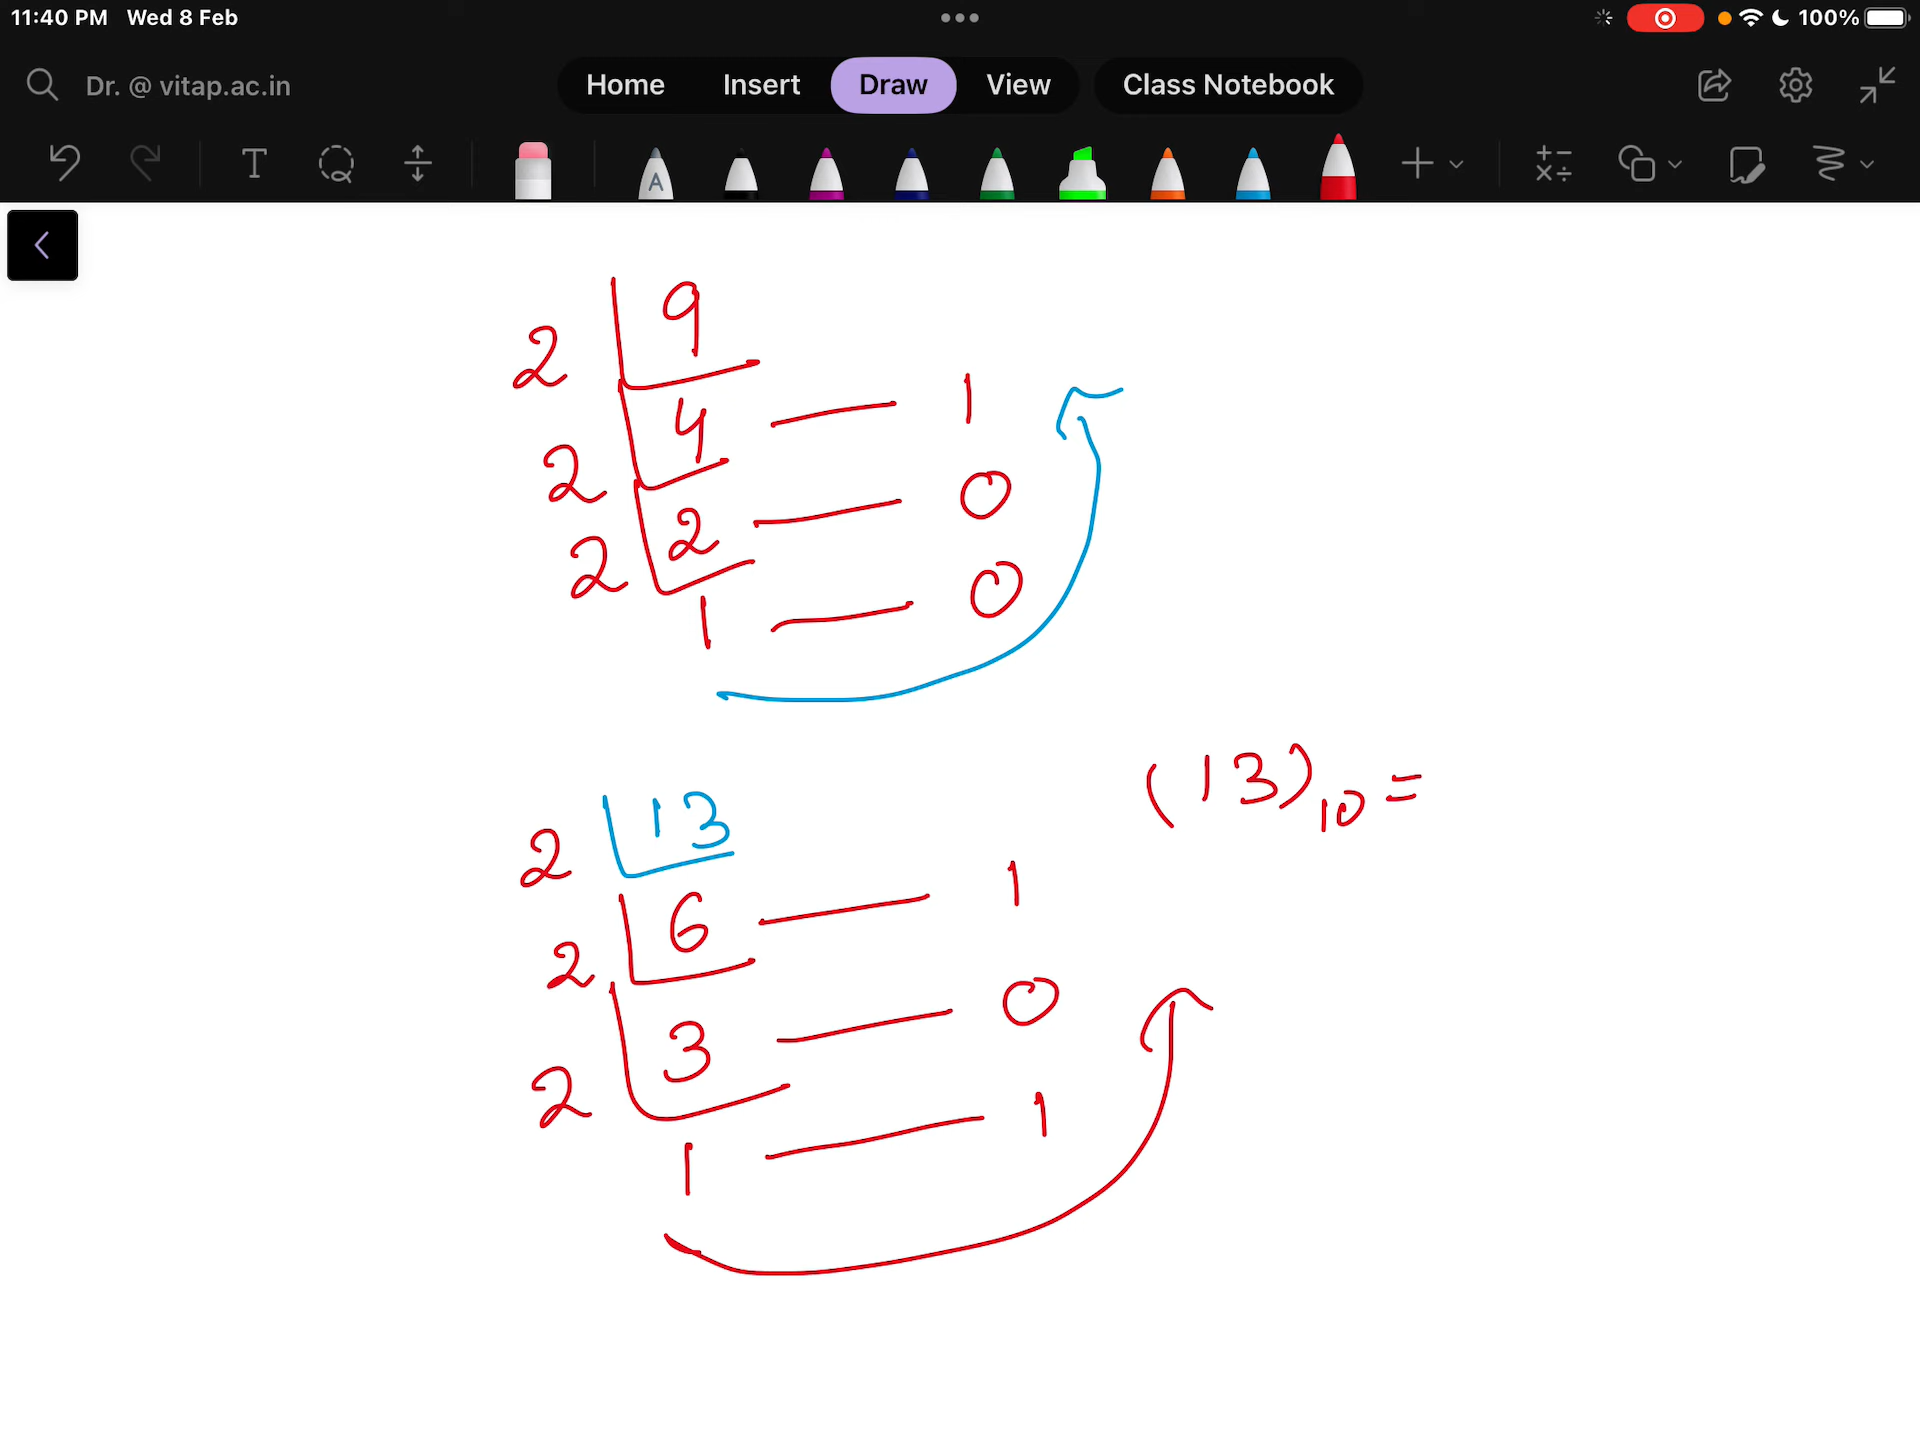 11:40 PM Wed 8 Feb
100%
Dr. @ vitap.ac.in
Home Insert Draw View Class Notebook
T
A
2 9
2 4 — 1
2 2 — 0
1 — 0
(13)₁₀ =
2 13
2 6 — 1
2 3 — 0
1 — 1